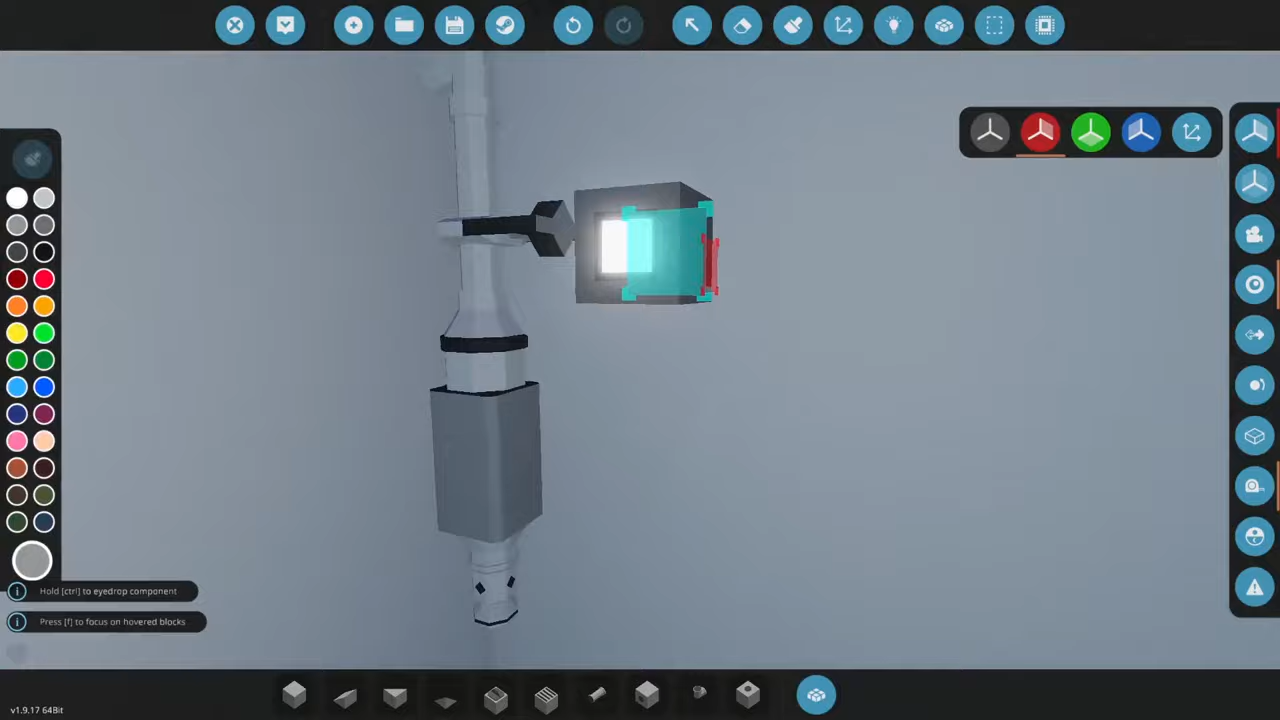 Hold [ctrl] to eyedrop component
Press [f] to focus on hovered blocks
v1.9.17 64Bit